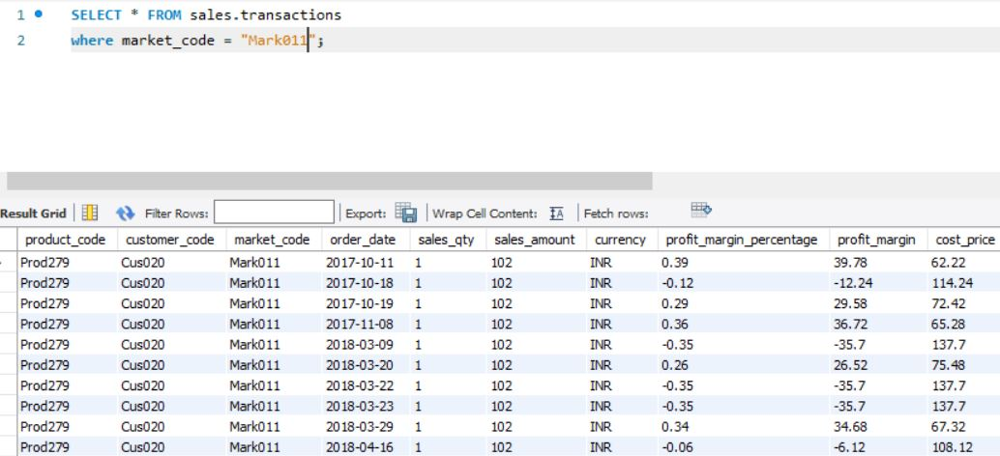 1 SELECT * FROM sales.transactions
2 where market_code = "Mark011";
Result Grid Filter Rows: Export: Wrap Cell Content: Fetch rows:
product_code customer_code market_code order_date sales_qty sales_amount currency profit_margin_percentage profit_margin cost_price
Prod279 Cus020 Mark011 2017-10-11 1 102 INR 0.39 39.78 62.22
Prod279 Cus020 Mark011 2017-10-18 1 102 INR -0.12 -12.24 114.24
Prod279 Cus020 Mark011 2017-10-19 1 102 INR 0.29 29.58 72.42
Prod279 Cus020 Mark011 2017-11-08 1 102 INR 0.36 36.72 65.28
Prod279 Cus020 Mark011 2018-03-09 1 102 INR -0.35 -35.7 137.7
Prod279 Cus020 Mark011 2018-03-20 1 102 INR 0.26 26.52 75.48
Prod279 Cus020 Mark011 2018-03-22 1 102 INR -0.35 -35.7 137.7
Prod279 Cus020 Mark011 2018-03-23 1 102 INR -0.35 -35.7 137.7
Prod279 Cus020 Mark011 2018-03-29 1 102 INR 0.34 34.68 67.32
Prod279 Cus020 Mark011 2018-04-16 1 102 INR -0.06 -6.12 108.12